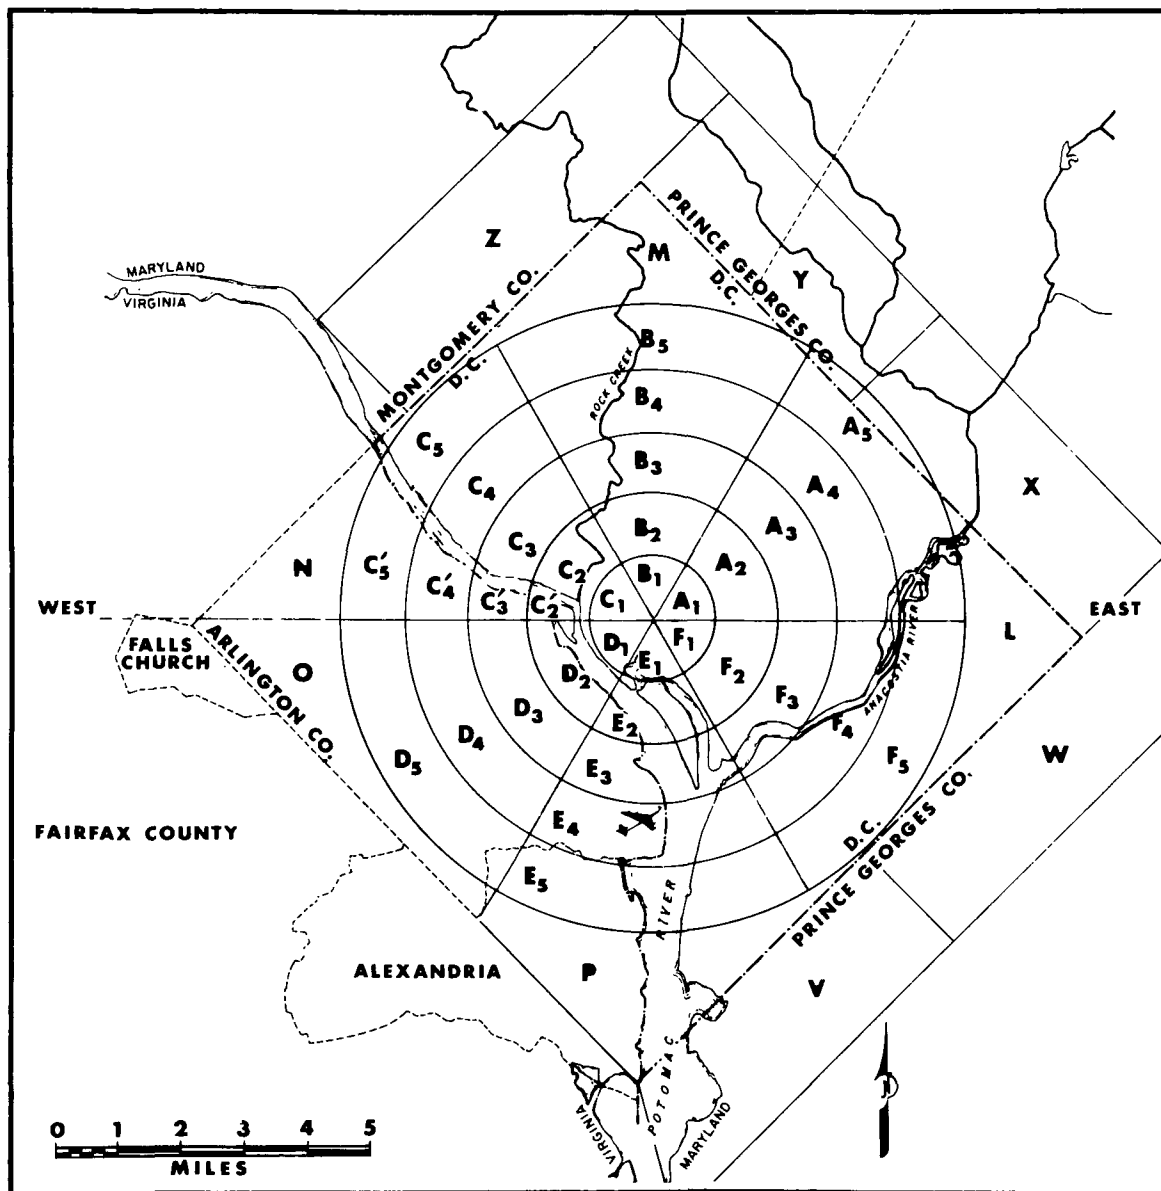 Z
M
PRINCE GEORGES CO.
D.C.
Y
MARYLAND
VIRGINIA
MONTGOMERY CO.
D.C.
ROCK CREEK
B5
B4
B3
B2
B1
A5
A4
A3
A2
A1
C5
C4
C3
C2
C1
C'5
C'4
C'3
C'2
X
N
WEST
EAST
FALLS
CHURCH
ARLINGTON CO.
O
L
D1
D2
D3
D4
D5
E1
E2
E3
E4
E5
F1
F2
F3
F4
F5
ANACOSTIA RIVER
W
FAIRFAX COUNTY
D.C.
PRINCE GEORGES CO.
ALEXANDRIA
P
V
POTOMAC RIVER
N
VIRGINIA
MARYLAND
0 1 2 3 4 5
MILES